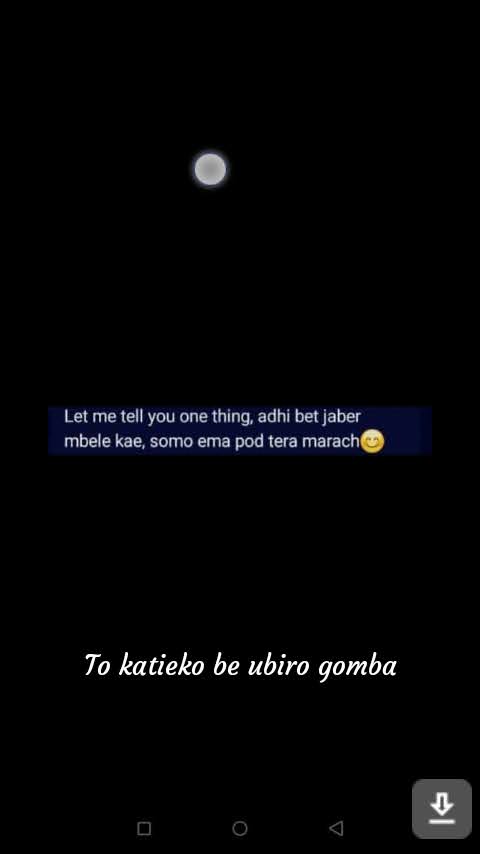 Let me tell you one thing, adhi bet jaber
mbele kae, somo ema pod tera marach😊
To katieko be ubiro gomba